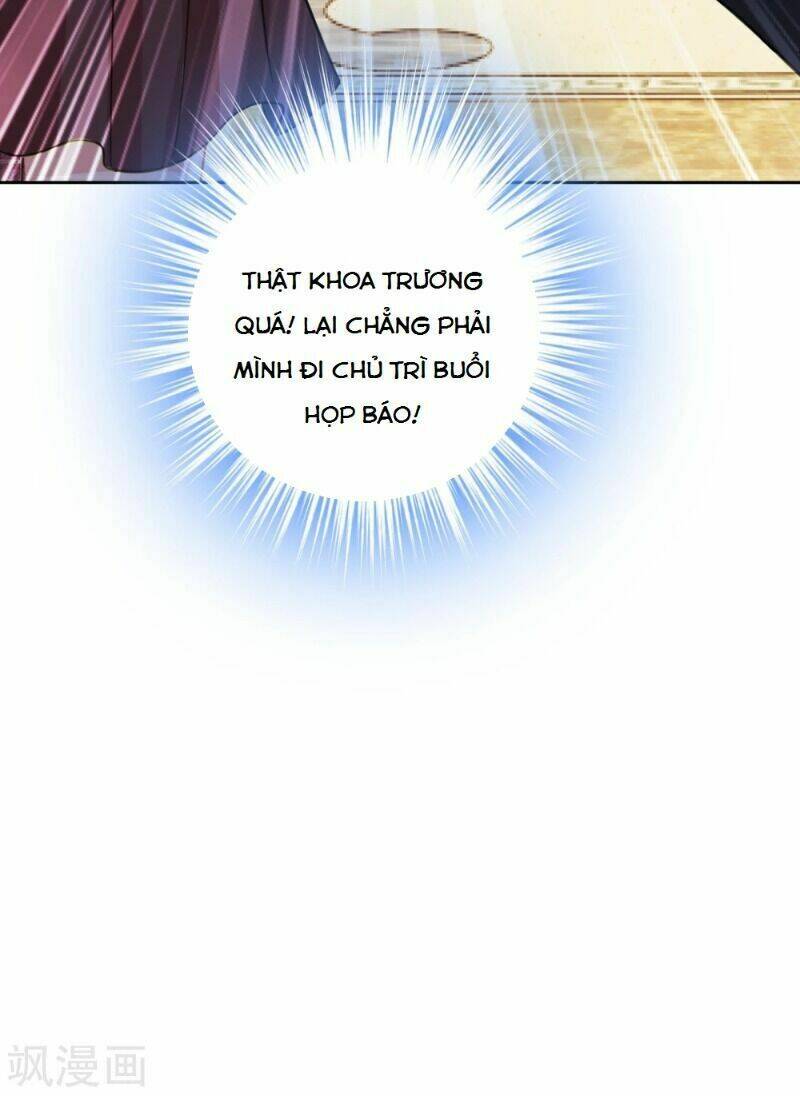 THẬT KHOA TRƯƠNG
QUÁ! LẠI CHẲNG PHẢI
MÌNH ĐI CHỦ TRÌ BUỔI
HỌP BÁO!
飒漫画